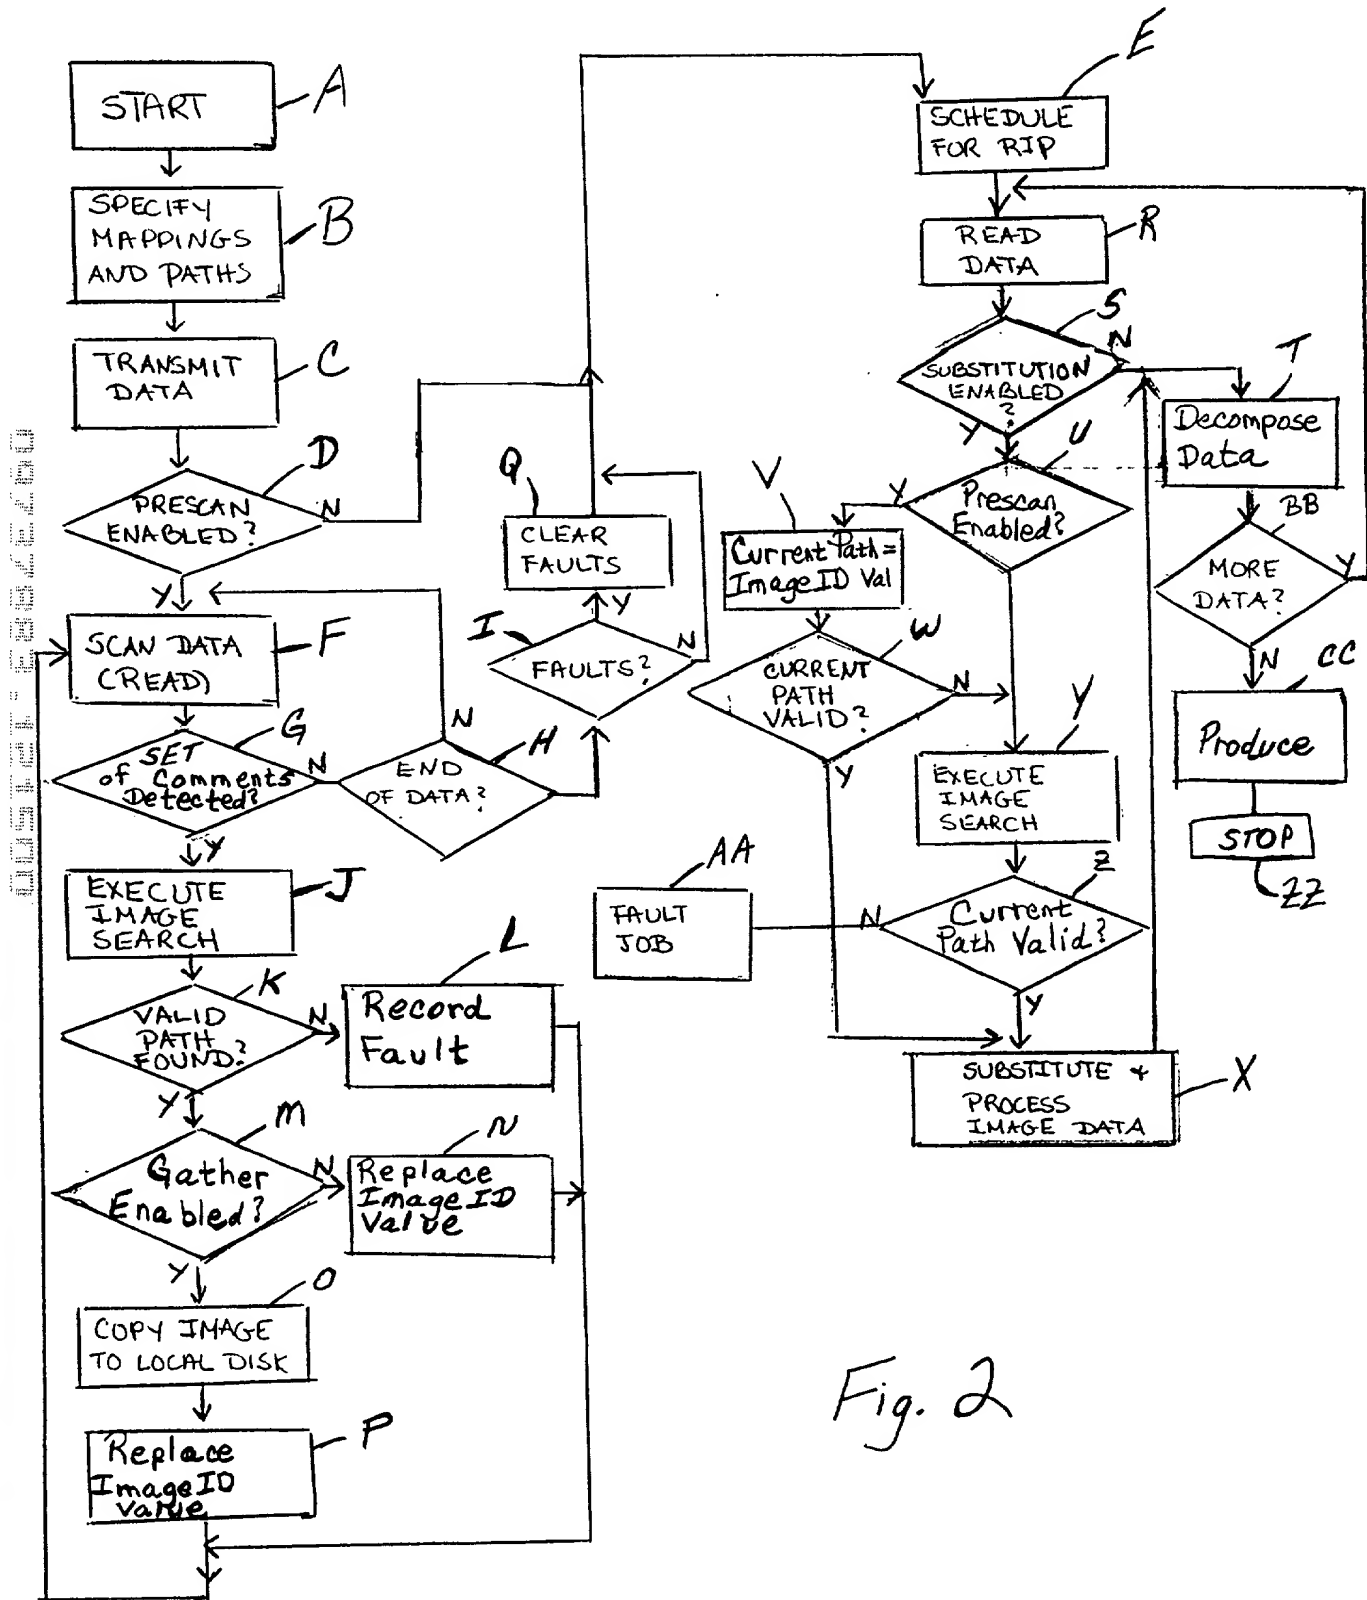 START
A
SPECIFY
MAPPINGS
AND PATHS
B
TRANSMIT
DATA
C
PRESCAN
ENABLED?
D
N
Y
SCAN DATA
(READ)
F
SET
of Comments
Detected?
G
N
Y
END
OF DATA?
H
N
FAULTS?
I
Y
N
CLEAR
FAULTS
Q
EXECUTE
IMAGE
SEARCH
J
VALID
PATH
FOUND?
K
N
Y
Record
Fault
L
Gather
Enabled?
M
N
Y
Replace
Image ID
Value
N
COPY IMAGE
TO LOCAL DISK
O
Replace
Image ID
Value
P
SCHEDULE
FOR RIP
E
READ
DATA
R
SUBSTITUTION
ENABLED
?
S
N
Y
Decompose
Data
T
Prescan
Enabled?
U
Y
Current Path =
Image ID Val
V
CURRENT
PATH
VALID?
W
N
Y
MORE
DATA?
BB
Y
N
Produce
CC
STOP
ZZ
EXECUTE
IMAGE
SEARCH
Y
Current
Path Valid?
Z
N
Y
FAULT
JOB
AA
SUBSTITUTE +
PROCESS
IMAGE DATA
X
Fig. 2